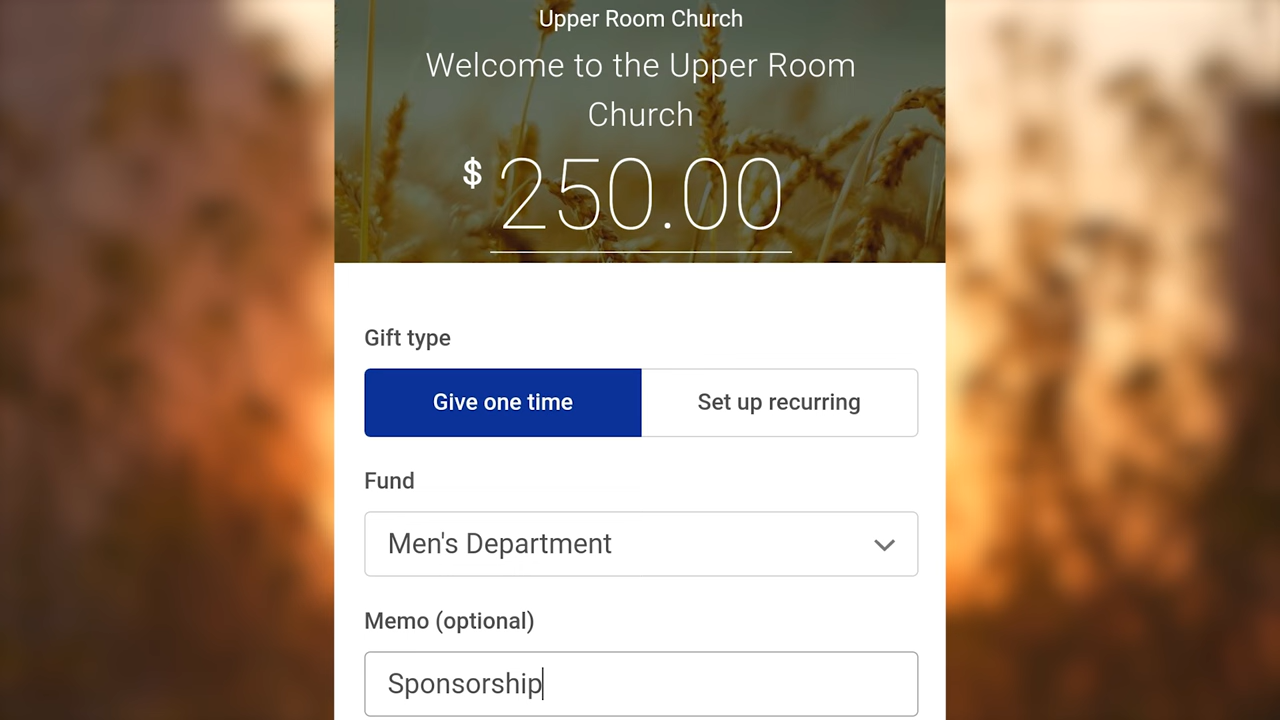 Upper Room Church
Welcome to the Upper Room
Church
$ 250.00
Gift type
Give one time
Set up recurring
Fund
Men's Department
Memo (optional)
Sponsorship